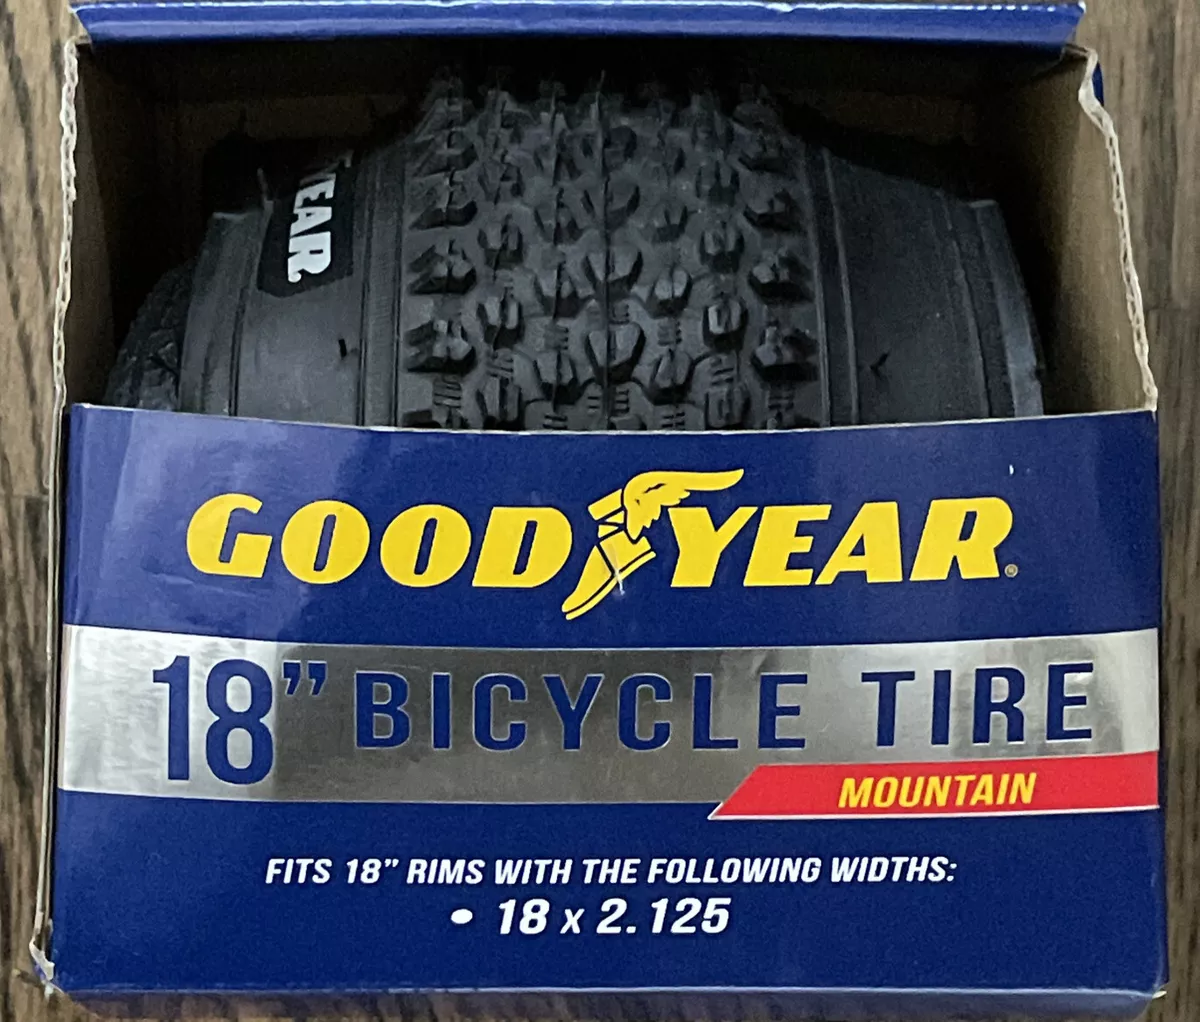 YEAR
GOODYEAR®
18” BICYCLE TIRE
MOUNTAIN
FITS 18” RIMS WITH THE FOLLOWING WIDTHS:
• 18 x 2.125